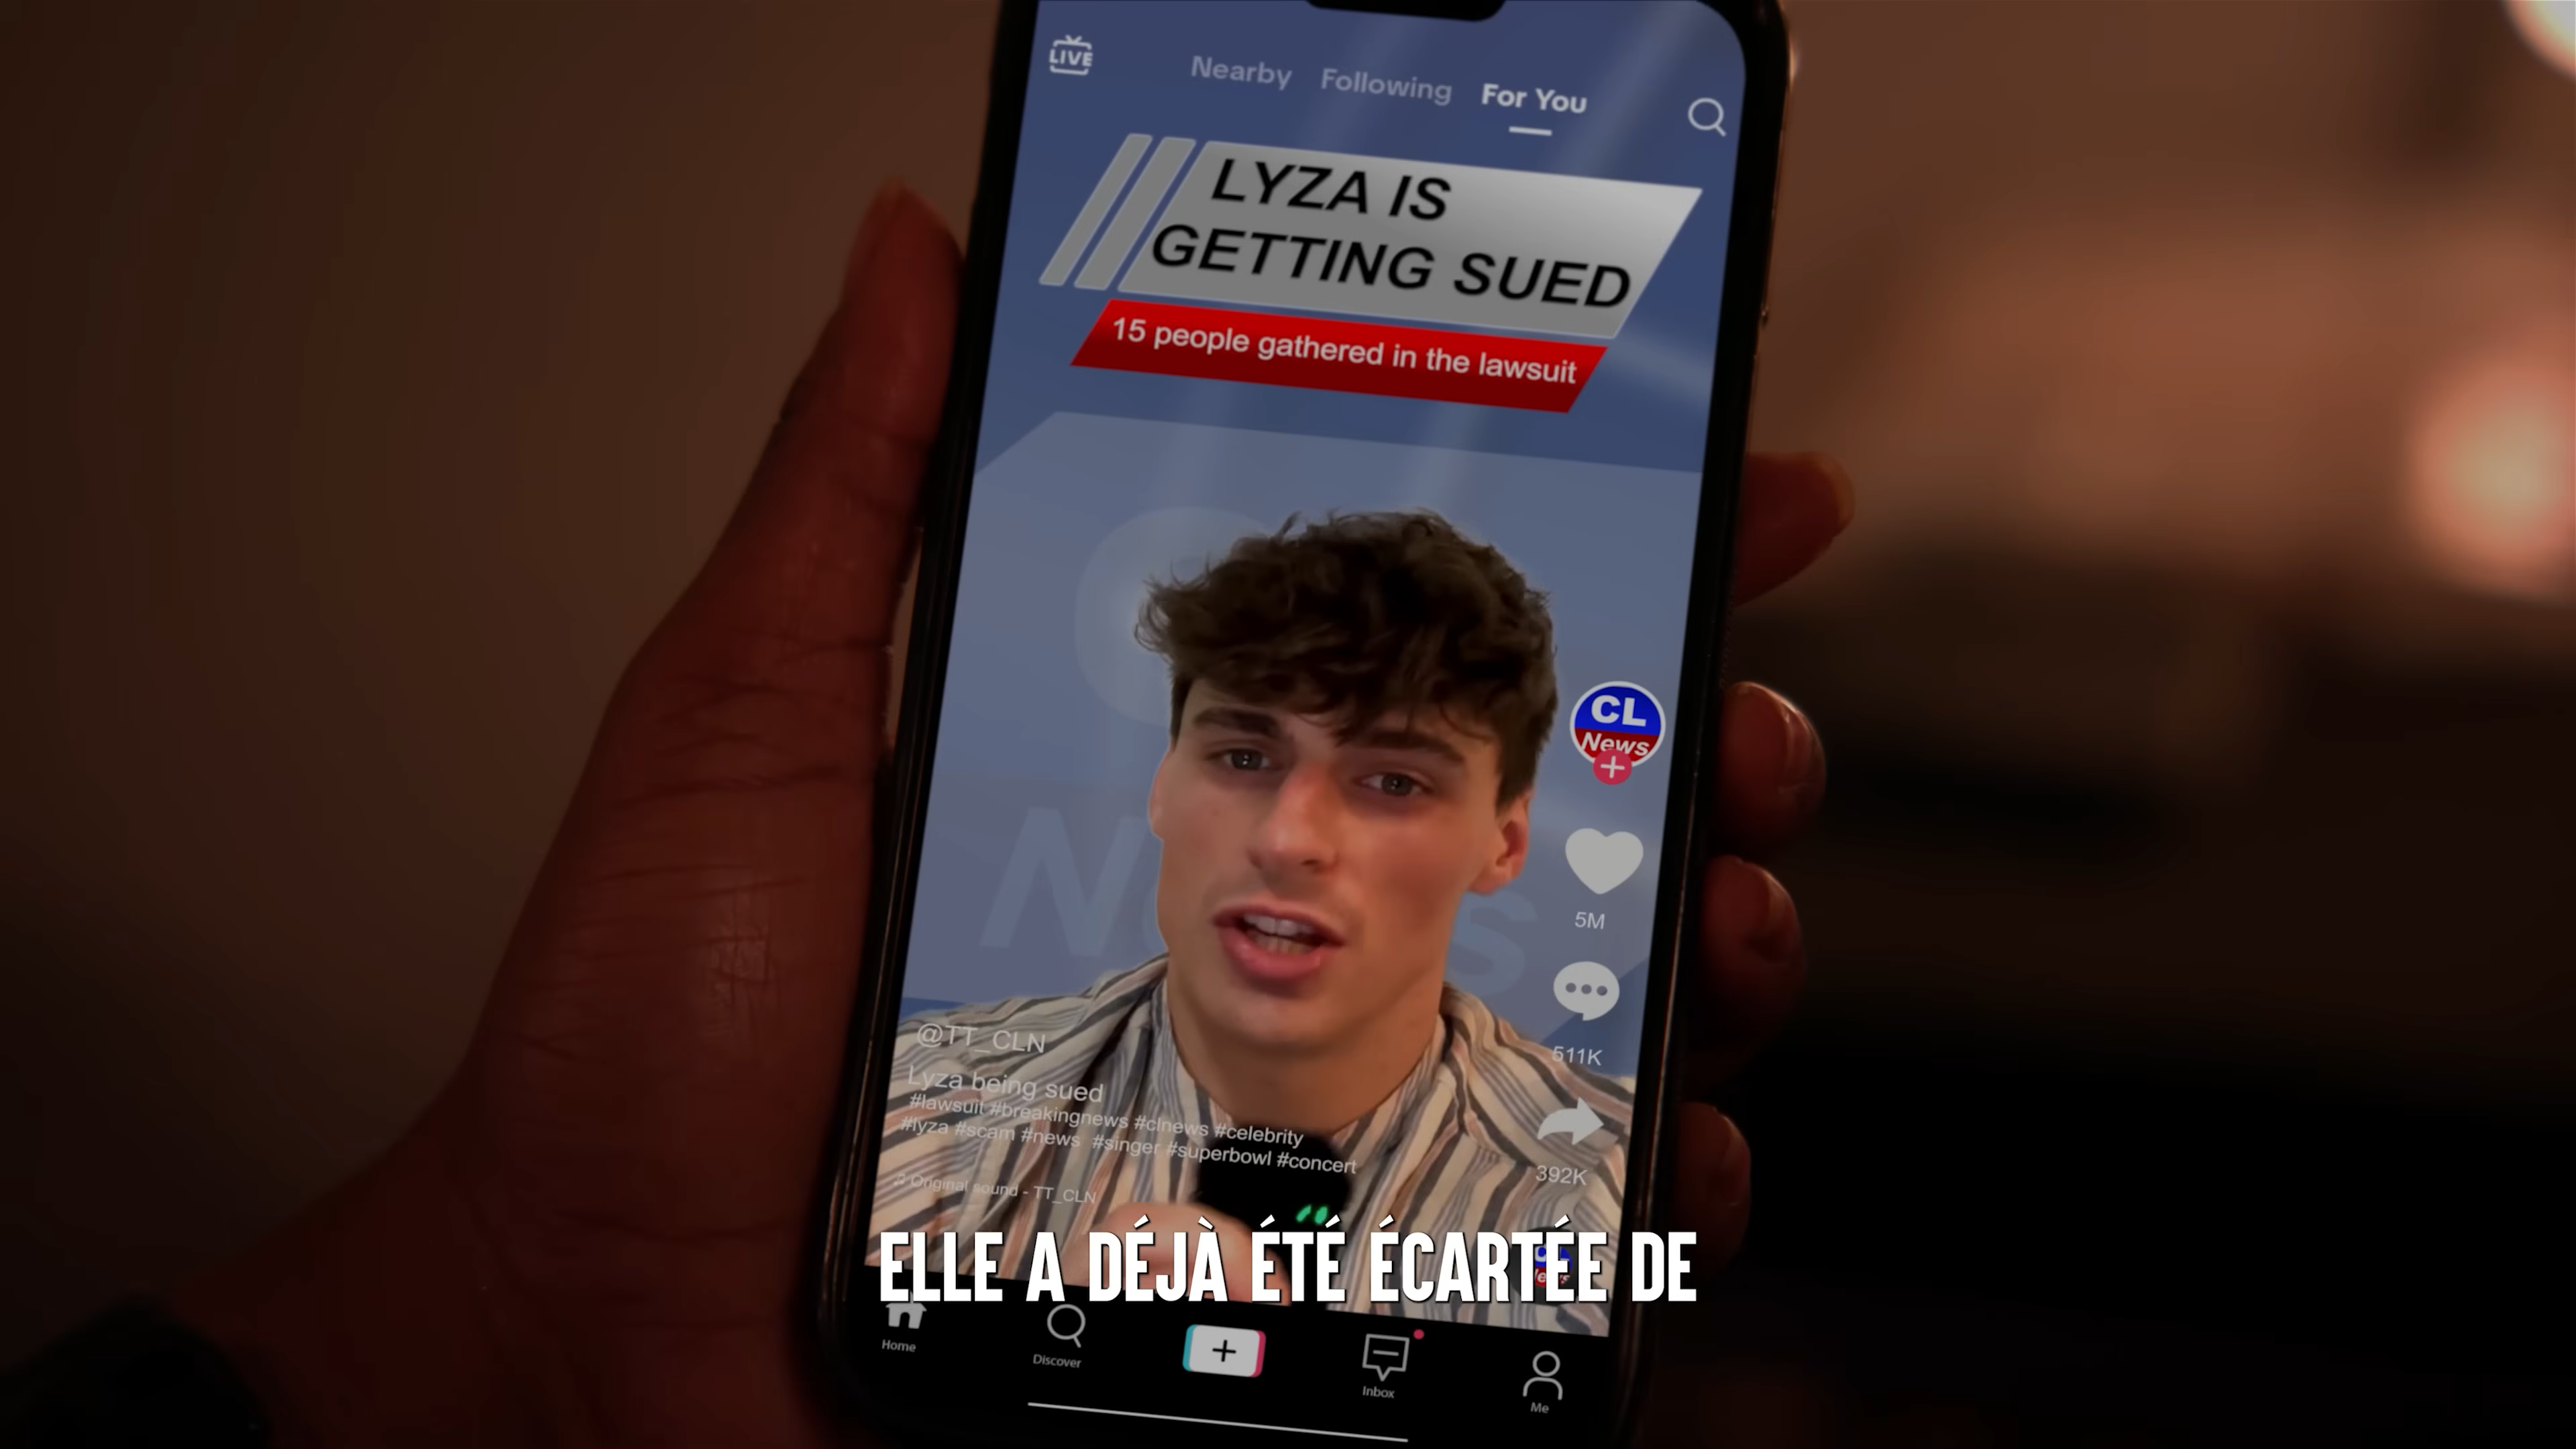 LIVE
Nearby Following For You
LYZA IS
GETTING SUED
15 people gathered in the lawsuit
CL
News
5M
511K
392K
@TT_CLN
Lyza being sued
#lawsuit #breakingnews #clnews #celebrity
#lyza #scam #news #singer #superbowl #concert
Original sound - TT_CLN
ELLE A DÉJÀ ÉTÉ ÉCARTÉE DE
Home Discover Inbox Me